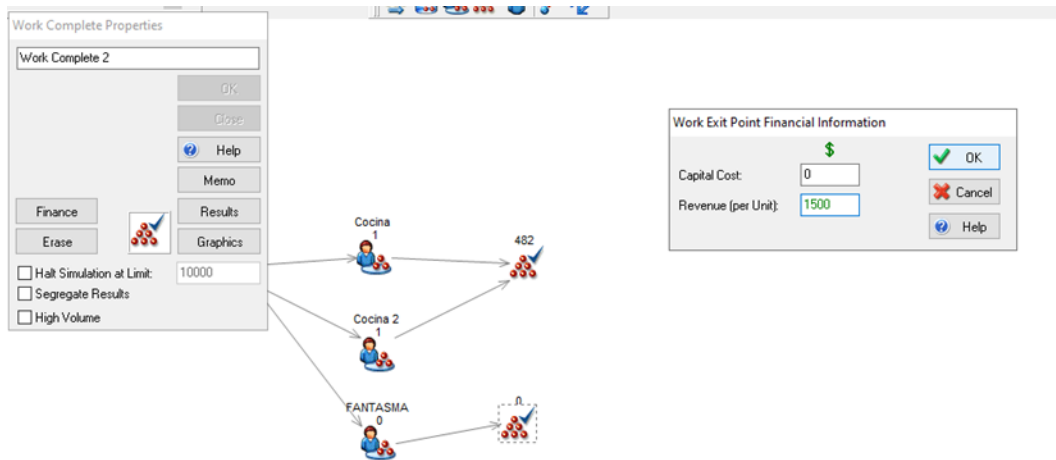 Work Complete Properties
Work Complete 2
OK
Close
Help
Memo
Finance
Results
Erase
Graphics
Halt Simulation at Limit:
10000
Segregate Results
High Volume
Cocina
1
482
Cocina 2
1
FANTASMA
0
0
Work Exit Point Financial Information
$
Capital Cost:
0
OK
Revenue (per Unit):
1500
Cancel
Help